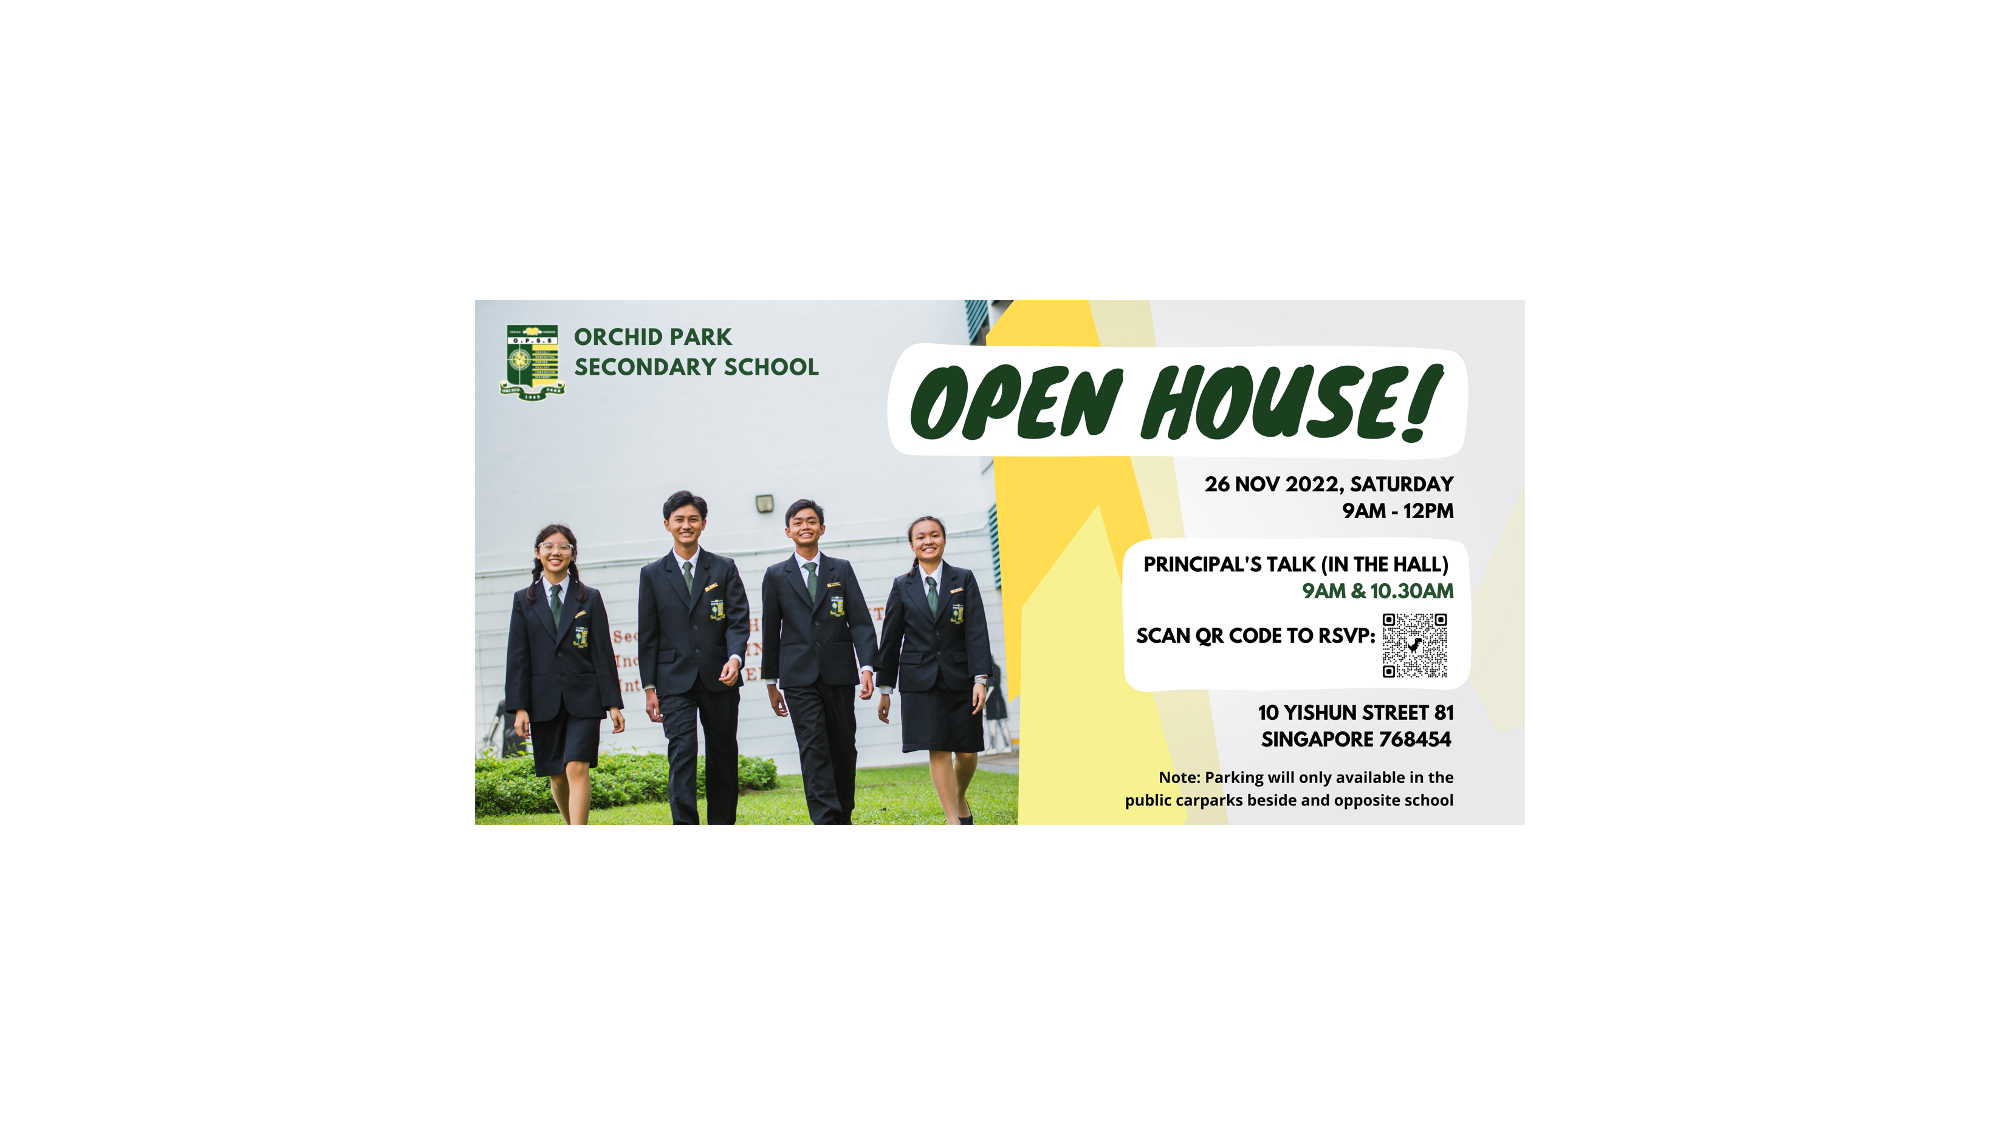 O.P.S.S
ORCHID PARK
SECONDARY SCHOOL
OPEN HOUSE!
26 NOV 2022, SATURDAY
9AM - 12PM
PRINCIPAL'S TALK (IN THE HALL)
9AM & 10.30AM
SCAN QR CODE TO RSVP:
10 YISHUN STREET 81
SINGAPORE 768454
Note: Parking will only available in the
public carparks beside and opposite school